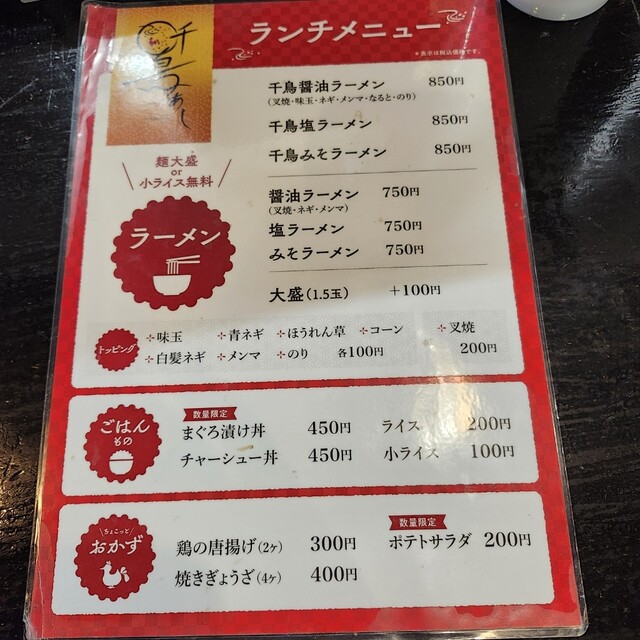 ランチメニュー
＊表示は税込価格です。
千鳥あし
麺大盛
or
小ライス無料
ラーメン
千鳥醤油ラーメン 850円
(叉焼・味玉・ネギ・メンマ・なると・のり)
千鳥塩ラーメン 850円
千鳥みそラーメン 850円
醤油ラーメン 750円
(叉焼・ネギ・メンマ)
塩ラーメン 750円
みそラーメン 750円
大盛(1.5玉) +100円
トッピング
味玉 青ネギ ほうれん草 コーン 叉焼
白髪ネギ メンマ のり 各100円 200円
ごはんもの
数量限定
まぐろ漬け丼 450円 ライス 200円
チャーシュー丼 450円 小ライス 100円
ちょこっと
おかず
数量限定
鶏の唐揚げ(2ヶ) 300円 ポテトサラダ 200円
焼きぎょうざ(4ヶ) 400円